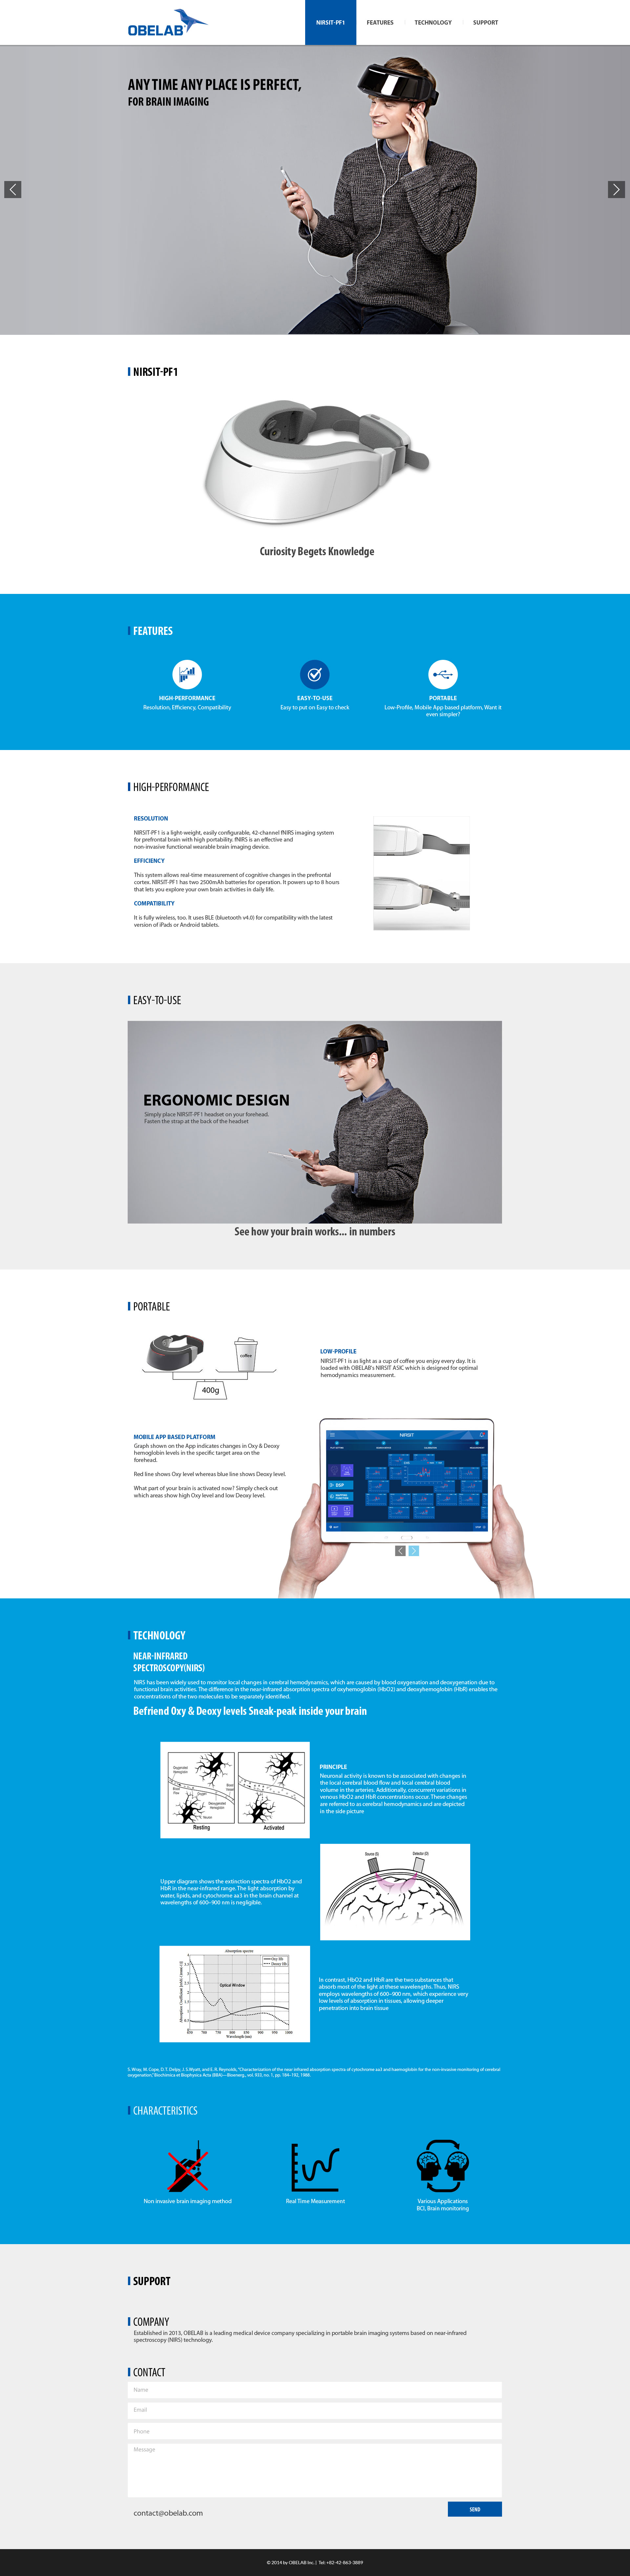 OBELAB
NIRSIT-PF1
FEATURES
TECHNOLOGY
SUPPORT
ANY TIME ANY PLACE IS PERFECT,
FOR BRAIN IMAGING
NIRSIT-PF1
Curiosity Begets Knowledge
FEATURES
HIGH-PERFORMANCE
Resolution, Efficiency, Compatibility
EASY-TO-USE
Easy to put on Easy to check
PORTABLE
Low-Profile, Mobile App based platform, Want it
even simpler?
HIGH-PERFORMANCE
RESOLUTION
NIRSIT-PF1 is a light-weight, easily configurable, 42-channel fNIRS imaging system
for prefrontal brain with high portability. fNIRS is an effective and
non-invasive functional wearable brain imaging device.
EFFICIENCY
This system allows real-time measurement of cognitive changes in the prefrontal
cortex. NIRSIT-PF1 has two 2500mAh batteries for operation. It powers up to 8 hours
that lets you explore your own brain activities in daily life.
COMPATIBILITY
It is fully wireless, too. It uses BLE (bluetooth v4.0) for compatibility with the latest
version of iPads or Android tablets.
EASY-TO-USE
ERGONOMIC DESIGN
Simply place NIRSIT-PF1 headset on your forehead.
Fasten the strap at the back of the headset
See how your brain works... in numbers
PORTABLE
coffee
400g
LOW-PROFILE
NIRSIT-PF1 is as light as a cup of coffee you enjoy every day. It is
loaded with OBELAB's NIRSIT ASIC which is designed for optimal
hemodynamics measurement.
MOBILE APP BASED PLATFORM
Graph shown on the App indicates changes in Oxy & Deoxy
hemoglobin levels in the specific target area on the
forehead.
Red line shows Oxy level whereas blue line shows Deoxy level.
What part of your brain is activated now? Simply check out
which areas show high Oxy level and low Deoxy level.
NIRSIT
DSP
TECHNOLOGY
NEAR-INFRARED
SPECTROSCOPY(NIRS)
NIRS has been widely used to monitor local changes in cerebral hemodynamics, which are caused by blood oxygenation and deoxygenation due to
functional brain activities. The difference in the near-infrared absorption spectra of oxyhemoglobin (HbO2) and deoxyhemoglobin (HbR) enables the
concentrations of the two molecules to be separately identified.
Befriend Oxy & Deoxy levels Sneak-peak inside your brain
Resting
Activated
PRINCIPLE
Neuronal activity is known to be associated with changes in
the local cerebral blood flow and local cerebral blood
volume in the arteries. Additionally, concurrent variations in
venous HbO2 and HbR concentrations occur. These changes
are referred to as cerebral hemodynamics and are depicted
in the side picture
Source (S)
Detector (D)
Upper diagram shows the extinction spectra of HbO2 and
HbR in the near-infrared range. The light absorption by
water, lipids, and cytochrome aa3 in the brain channel at
wavelengths of 600–900 nm is negligible.
Absorption spectra
Oxy Hb
Deoxy Hb
Optical Window
650 700 750 800 850 900 950 1000
Wavelength (nm)
In contrast, HbO2 and HbR are the two substances that
absorb most of the light at these wavelengths. Thus, NIRS
employs wavelengths of 600–900 nm, which experience very
low levels of absorption in tissues, allowing deeper
penetration into brain tissue
S. Wray, M. Cope, D. T. Delpy, J. S. Wyatt, and E. R. Reynolds, "Characterization of the near infrared absorption spectra of cytochrome aa3 and haemoglobin for the non-invasive monitoring of cerebral
oxygenation," Biochimica et Biophysica Acta (BBA)—Bioenerg., vol. 933, no. 1, pp. 184–192, 1988.
CHARACTERISTICS
Non invasive brain imaging method
Real Time Measurement
Various Applications
BCI, Brain monitoring
SUPPORT
COMPANY
Established in 2013, OBELAB is a leading medical device company specializing in portable brain imaging systems based on near-infrared
spectroscopy (NIRS) technology.
CONTACT
Name
Email
Phone
Message
contact@obelab.com
SEND
© 2014 by OBELAB Inc. | Tel: +82-42-863-3889